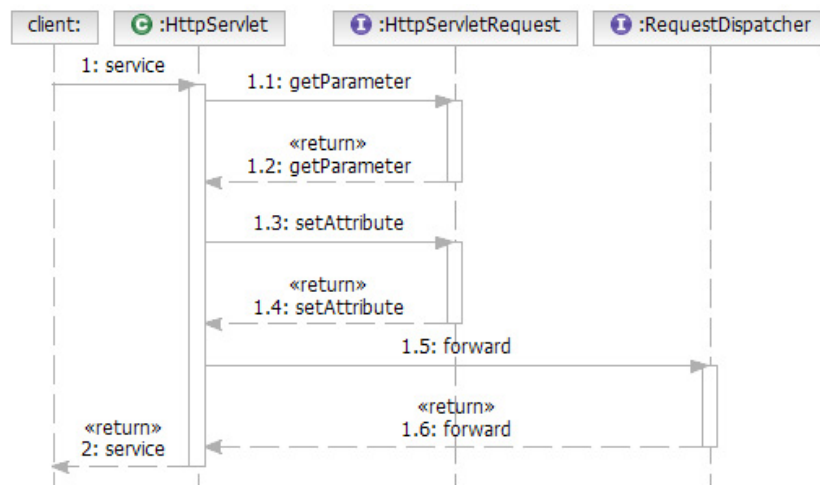 client:
C :HttpServlet
I :HttpServletRequest
I :RequestDispatcher
1: service
1.1: getParameter
«return»
1.2: getParameter
1.3: setAttribute
«return»
1.4: setAttribute
1.5: forward
«return»
1.6: forward
«return»
2: service